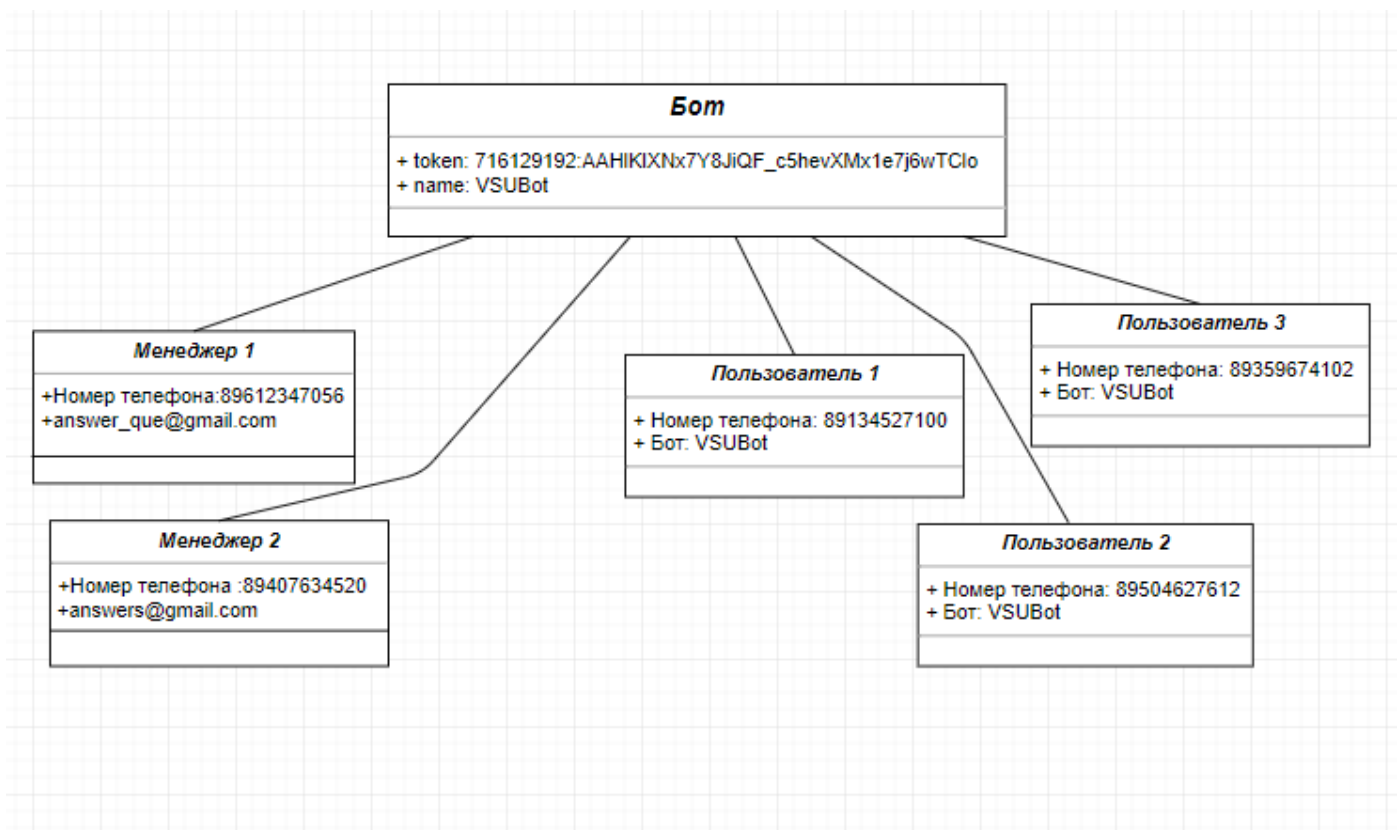 Бот
+ token: 716129192:AAHIKIXNx7Y8JiQF_c5hevXMx1e7j6wTCIo
+ name: VSUBot
Менеджер 1
+Номер телефона:89612347056
+answer_que@gmail.com
Менеджер 2
+Номер телефона :89407634520
+answers@gmail.com
Пользователь 1
+ Номер телефона: 89134527100
+ Бот: VSUBot
Пользователь 2
+ Номер телефона: 89504627612
+ Бот: VSUBot
Пользователь 3
+ Номер телефона: 89359674102
+ Бот: VSUBot